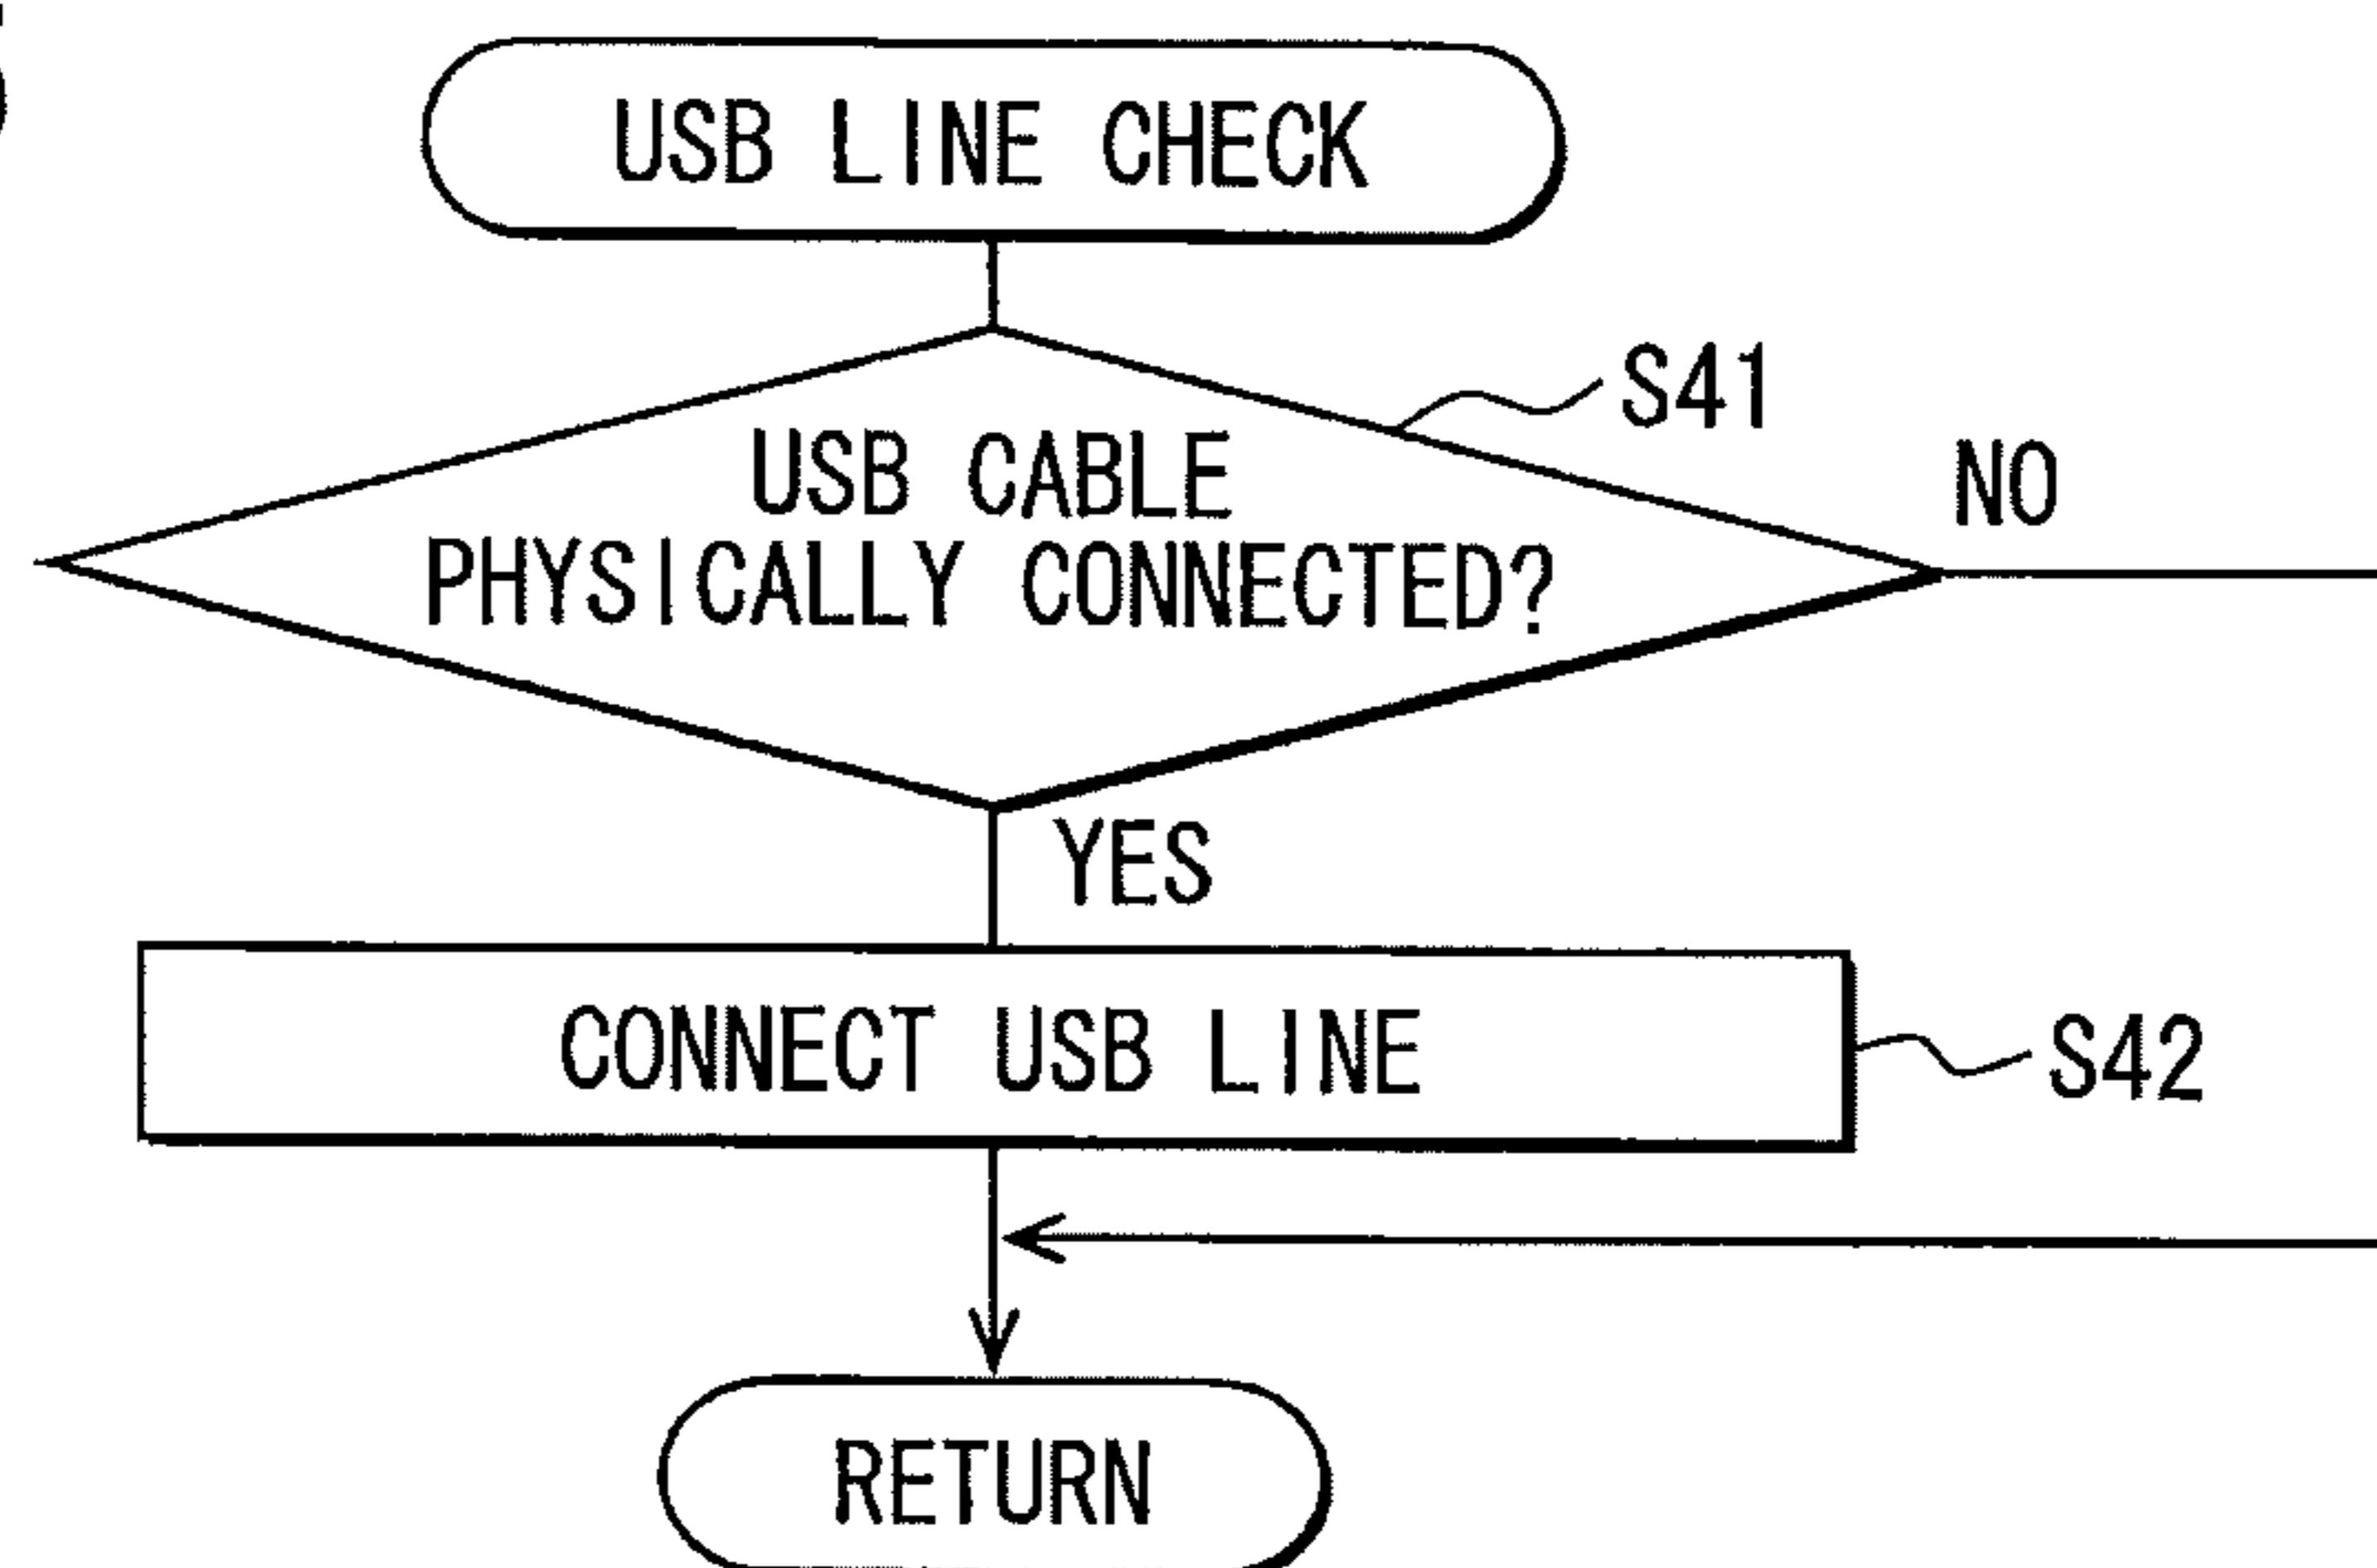 USB LINE CHECK
S41
USB CABLE
PHYSICALLY CONNECTED?
NO
YES
CONNECT USB LINE
S42
RETURN